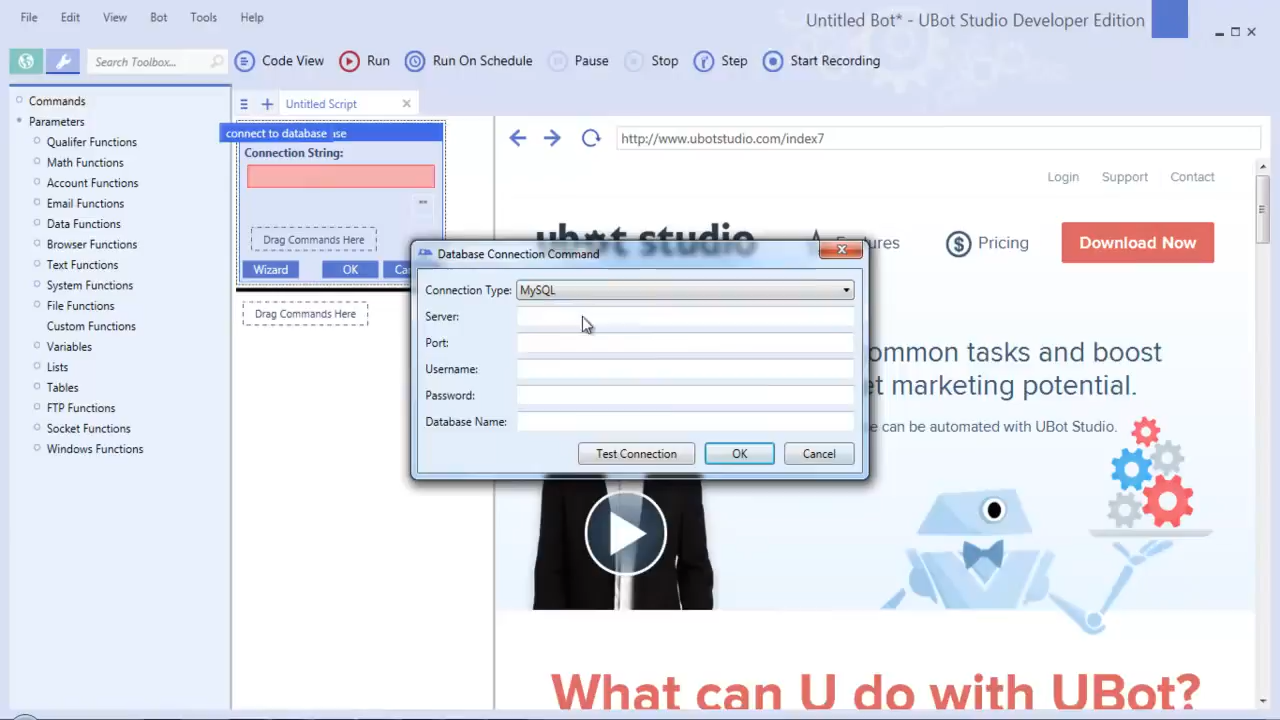 File Edit View Bot Tools Help
Untitled Bot* - UBot Studio Developer Edition
Search Toolbox...
Code View Run Run On Schedule Pause Stop Step Start Recording
Commands
Parameters
Qualifer Functions
Math Functions
Account Functions
Email Functions
Data Functions
Browser Functions
Text Functions
System Functions
File Functions
Custom Functions
Variables
Lists
Tables
FTP Functions
Socket Functions
Windows Functions
Untitled Script
connect to database
Connection String:
Drag Commands Here
Wizard OK Ca
Drag Commands Here
http://www.ubotstudio.com/index7
Login Support Contact
ubot studio
Features
$ Pricing
Download Now
Database Connection Command
Connection Type: MySQL
Server:
Port:
Username:
Password:
Database Name:
Test Connection OK Cancel
ommon tasks and boost
et marketing potential.
e can be automated with UBot Studio.
What can U do with UBot?